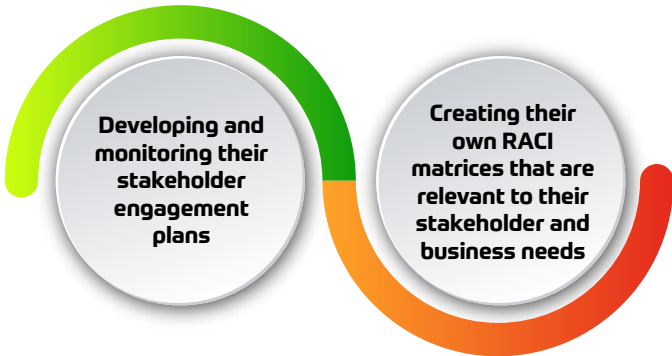 Developing and
monitoring their
stakeholder
engagement
plans
Creating their
own RACI
matrices that are
relevant to their
stakeholder and
business needs